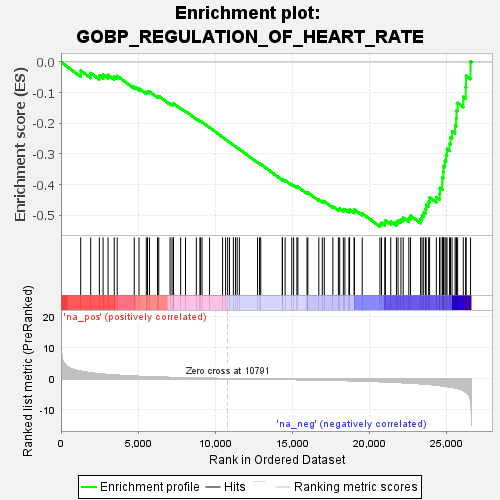 Enrichment plot:
GOBP_REGULATION_OF_HEART_RATE
Enrichment score (ES)
0.0
-0.1
-0.2
-0.3
-0.4
-0.5
'na_pos' (positively correlated)
Ranked list metric (PreRanked)
20
10
0
-10
Zero cross at 10791
'na_neg' (negatively correlated)
0
5,000
10,000
15,000
20,000
25,000
Rank in Ordered Dataset
Enrichment profile
Hits
Ranking metric scores